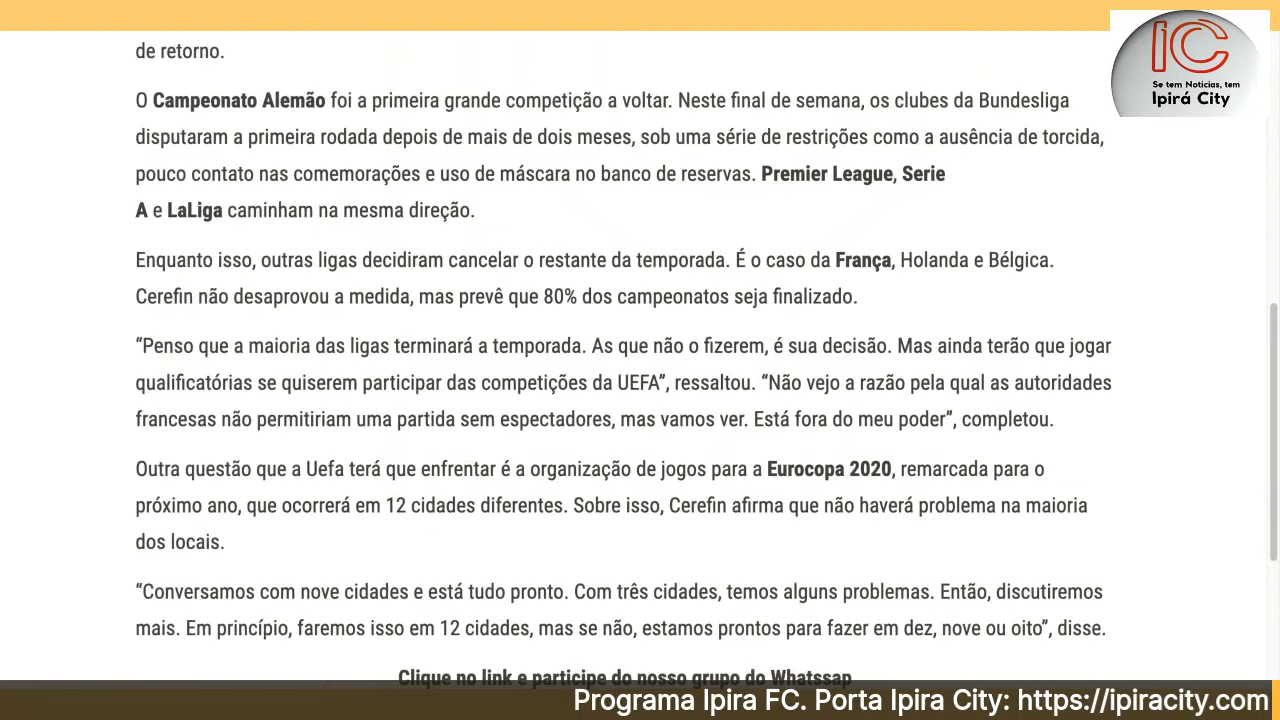 de retorno.
O Campeonato Alemão foi a primeira grande competição a voltar. Neste final de semana, os clubes da Bundesliga
disputaram a primeira rodada depois de mais de dois meses, sob uma série de restrições como a ausência de torcida,
pouco contato nas comemorações e uso de máscara no banco de reservas. Premier League, Serie
A e LaLiga caminham na mesma direção.
Enquanto isso, outras ligas decidiram cancelar o restante da temporada. É o caso da França, Holanda e Bélgica.
Cerefin não desaprovou a medida, mas prevê que 80% dos campeonatos seja finalizado.
“Penso que a maioria das ligas terminará a temporada. As que não o fizerem, é sua decisão. Mas ainda terão que jogar
qualificatórias se quiserem participar das competições da UEFA”, ressaltou. “Não vejo a razão pela qual as autoridades
francesas não permitiriam uma partida sem espectadores, mas vamos ver. Está fora do meu poder”, completou.
Outra questão que a Uefa terá que enfrentar é a organização de jogos para a Eurocopa 2020, remarcada para o
próximo ano, que ocorrerá em 12 cidades diferentes. Sobre isso, Cerefin afirma que não haverá problema na maioria
dos locais.
“Conversamos com nove cidades e está tudo pronto. Com três cidades, temos alguns problemas. Então, discutiremos
mais. Em princípio, faremos isso em 12 cidades, mas se não, estamos prontos para fazer em dez, nove ou oito”, disse.
Clique no link e participe do nosso grupo do Whatssap
IC
Se tem Notícias, tem
Ipirá City
Programa Ipira FC. Porta Ipira City: https://ipiracity.com